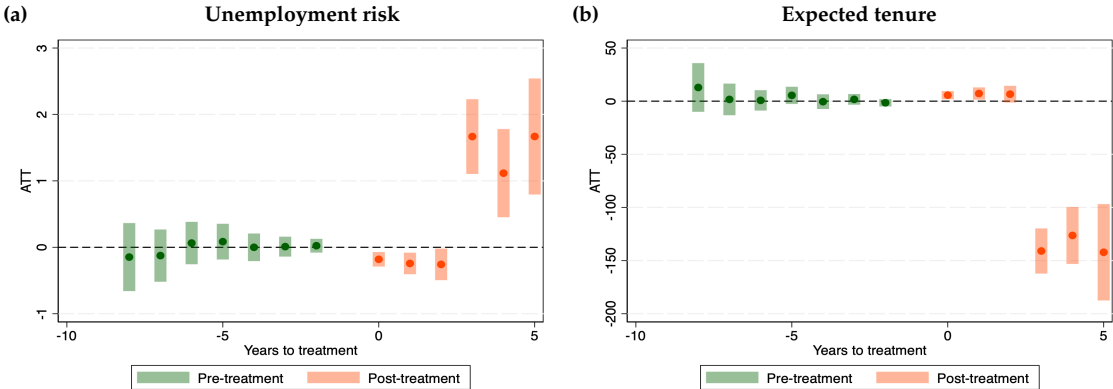 (a) Unemployment risk
3
2
1
0
-1
ATT
-10 -5 0 5
Years to treatment
Pre-treatment Post-treatment
(b) Expected tenure
50
0
-50
-100
-150
-200
ATT
-10 -5 0 5
Years to treatment
Pre-treatment Post-treatment